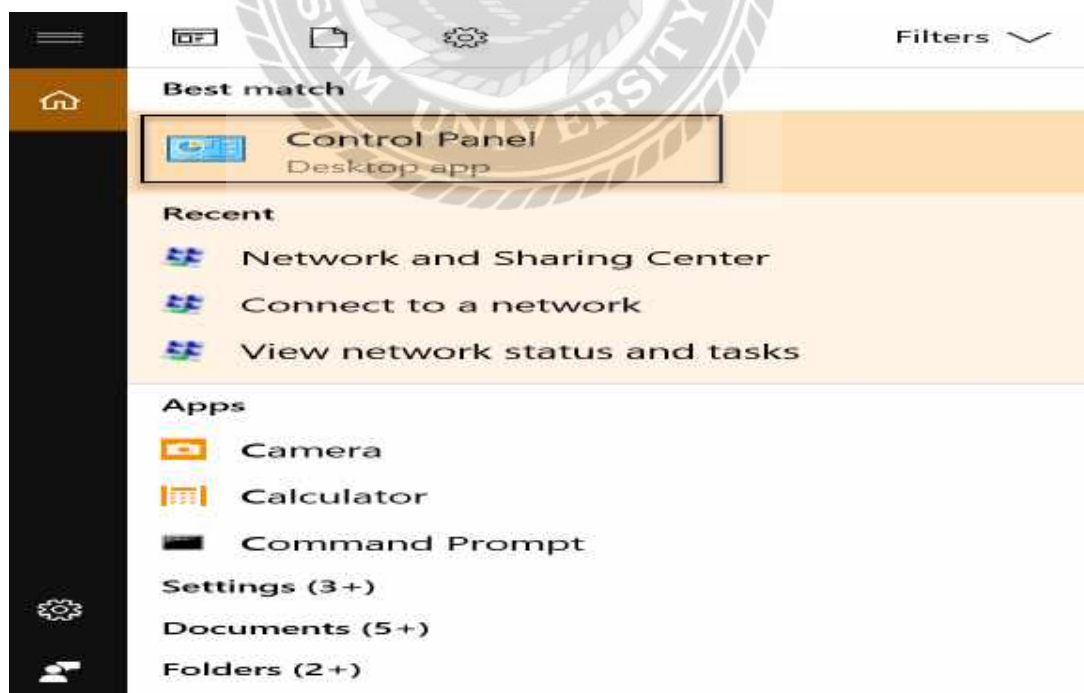 Filters
Best match
Control Panel
Desktop app
Recent
Network and Sharing Center
Connect to a network
View network status and tasks
Apps
Camera
Calculator
Command Prompt
Settings (3+)
Documents (5+)
Folders (2+)
UNIVERSITY